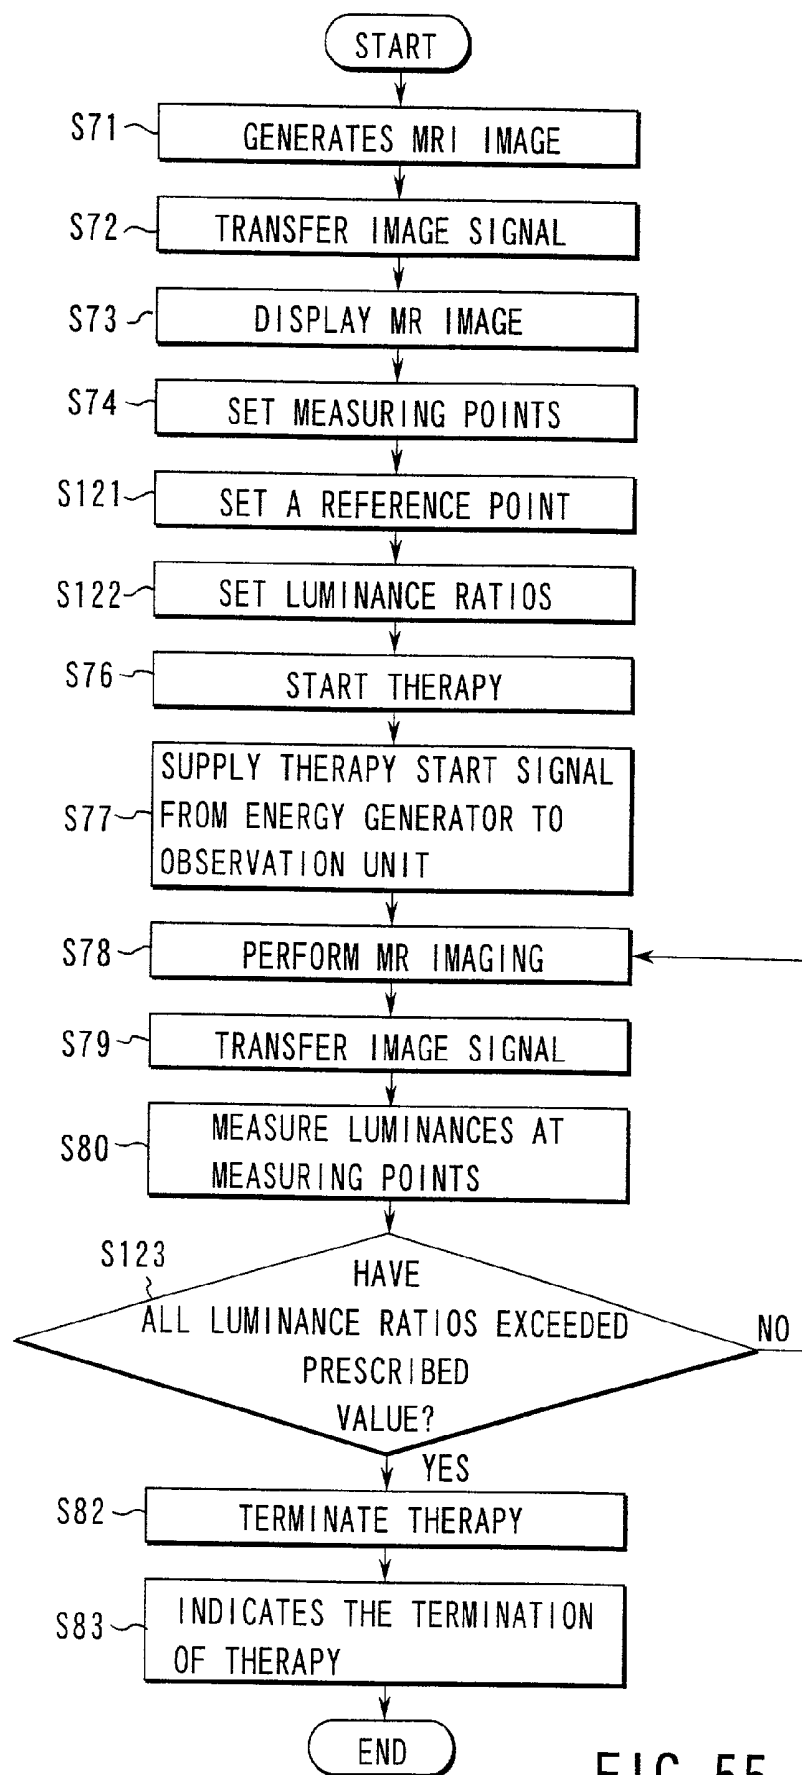 START
S71
GENERATES MRI IMAGE
S72
TRANSFER IMAGE SIGNAL
S73
DISPLAY MR IMAGE
S74
SET MEASURING POINTS
S121
SET A REFERENCE POINT
S122
SET LUMINANCE RATIOS
S76
START THERAPY
S77
SUPPLY THERAPY START SIGNAL
FROM ENERGY GENERATOR TO
OBSERVATION UNIT
S78
PERFORM MR IMAGING
S79
TRANSFER IMAGE SIGNAL
S80
MEASURE LUMINANCES AT
MEASURING POINTS
S123
HAVE
ALL LUMINANCE RATIOS EXCEEDED
PRESCRIBED
VALUE?
NO
YES
S82
TERMINATE THERAPY
S83
INDICATES THE TERMINATION
OF THERAPY
END
FIG. 55